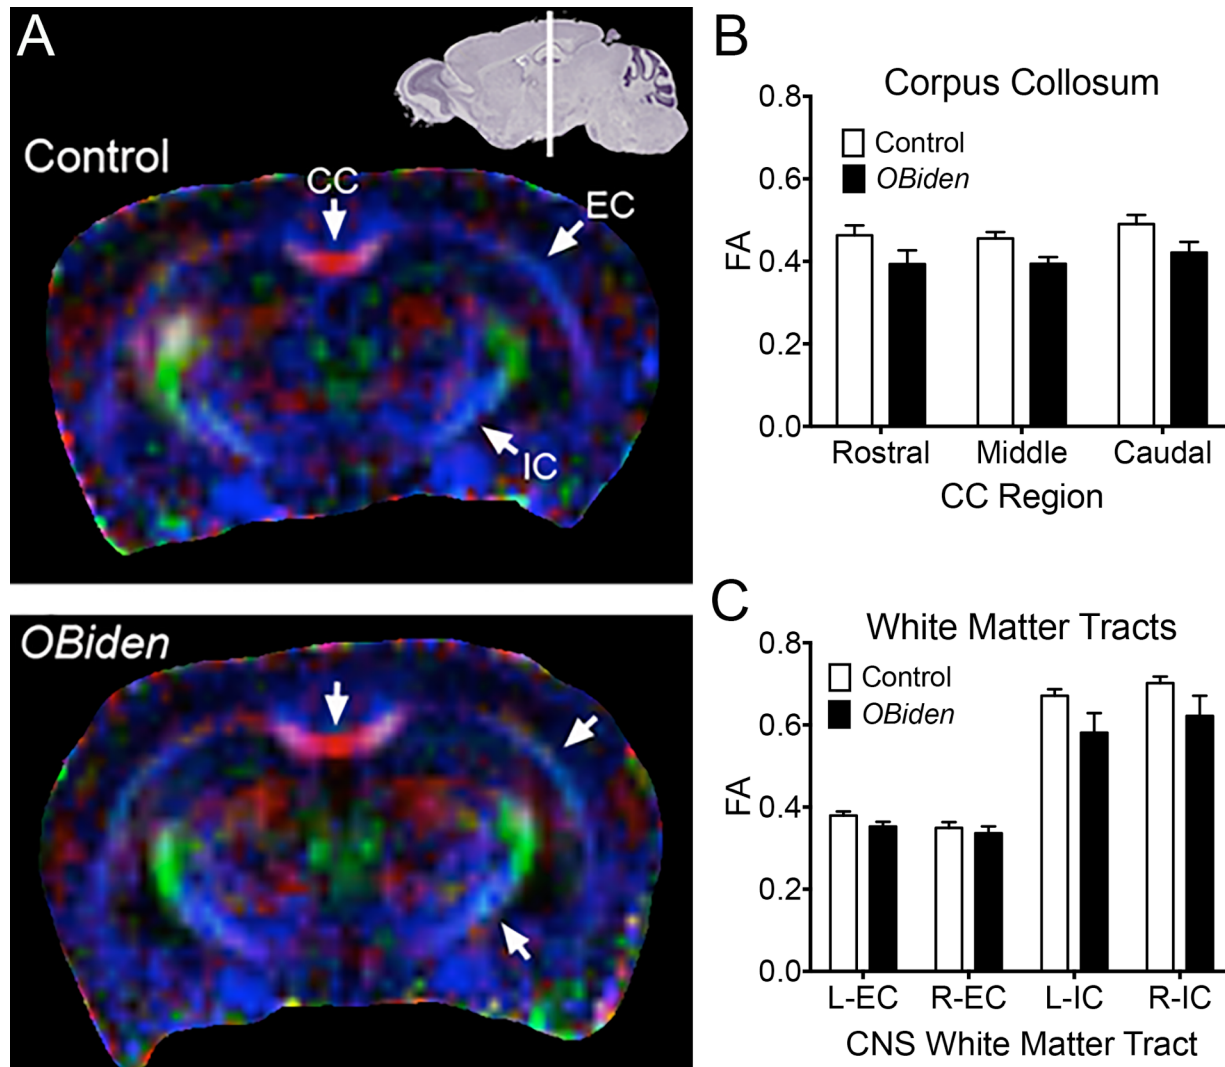 A
Control
CC
EC
IC
OBiden
B
Corpus Collosum
Control
OBiden
FA
0.8
0.6
0.4
0.2
0.0
Rostral Middle Caudal
CC Region
C
White Matter Tracts
Control
OBiden
FA
0.8
0.6
0.4
0.2
0.0
L-EC R-EC L-IC R-IC
CNS White Matter Tract